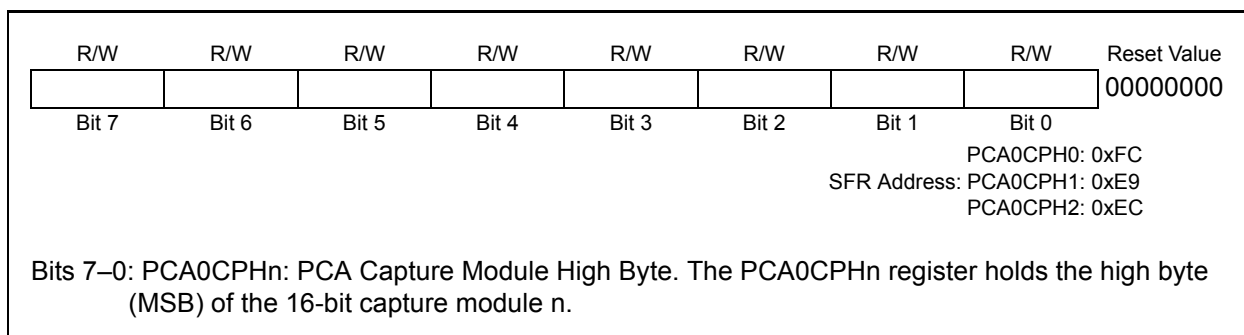 R/W R/W R/W R/W R/W R/W R/W R/W Reset Value
00000000
Bit 7 Bit 6 Bit 5 Bit 4 Bit 3 Bit 2 Bit 1 Bit 0
PCA0CPH0: 0xFC
SFR Address: PCA0CPH1: 0xE9
PCA0CPH2: 0xEC
Bits 7–0: PCA0CPHn: PCA Capture Module High Byte. The PCA0CPHn register holds the high byte
(MSB) of the 16-bit capture module n.